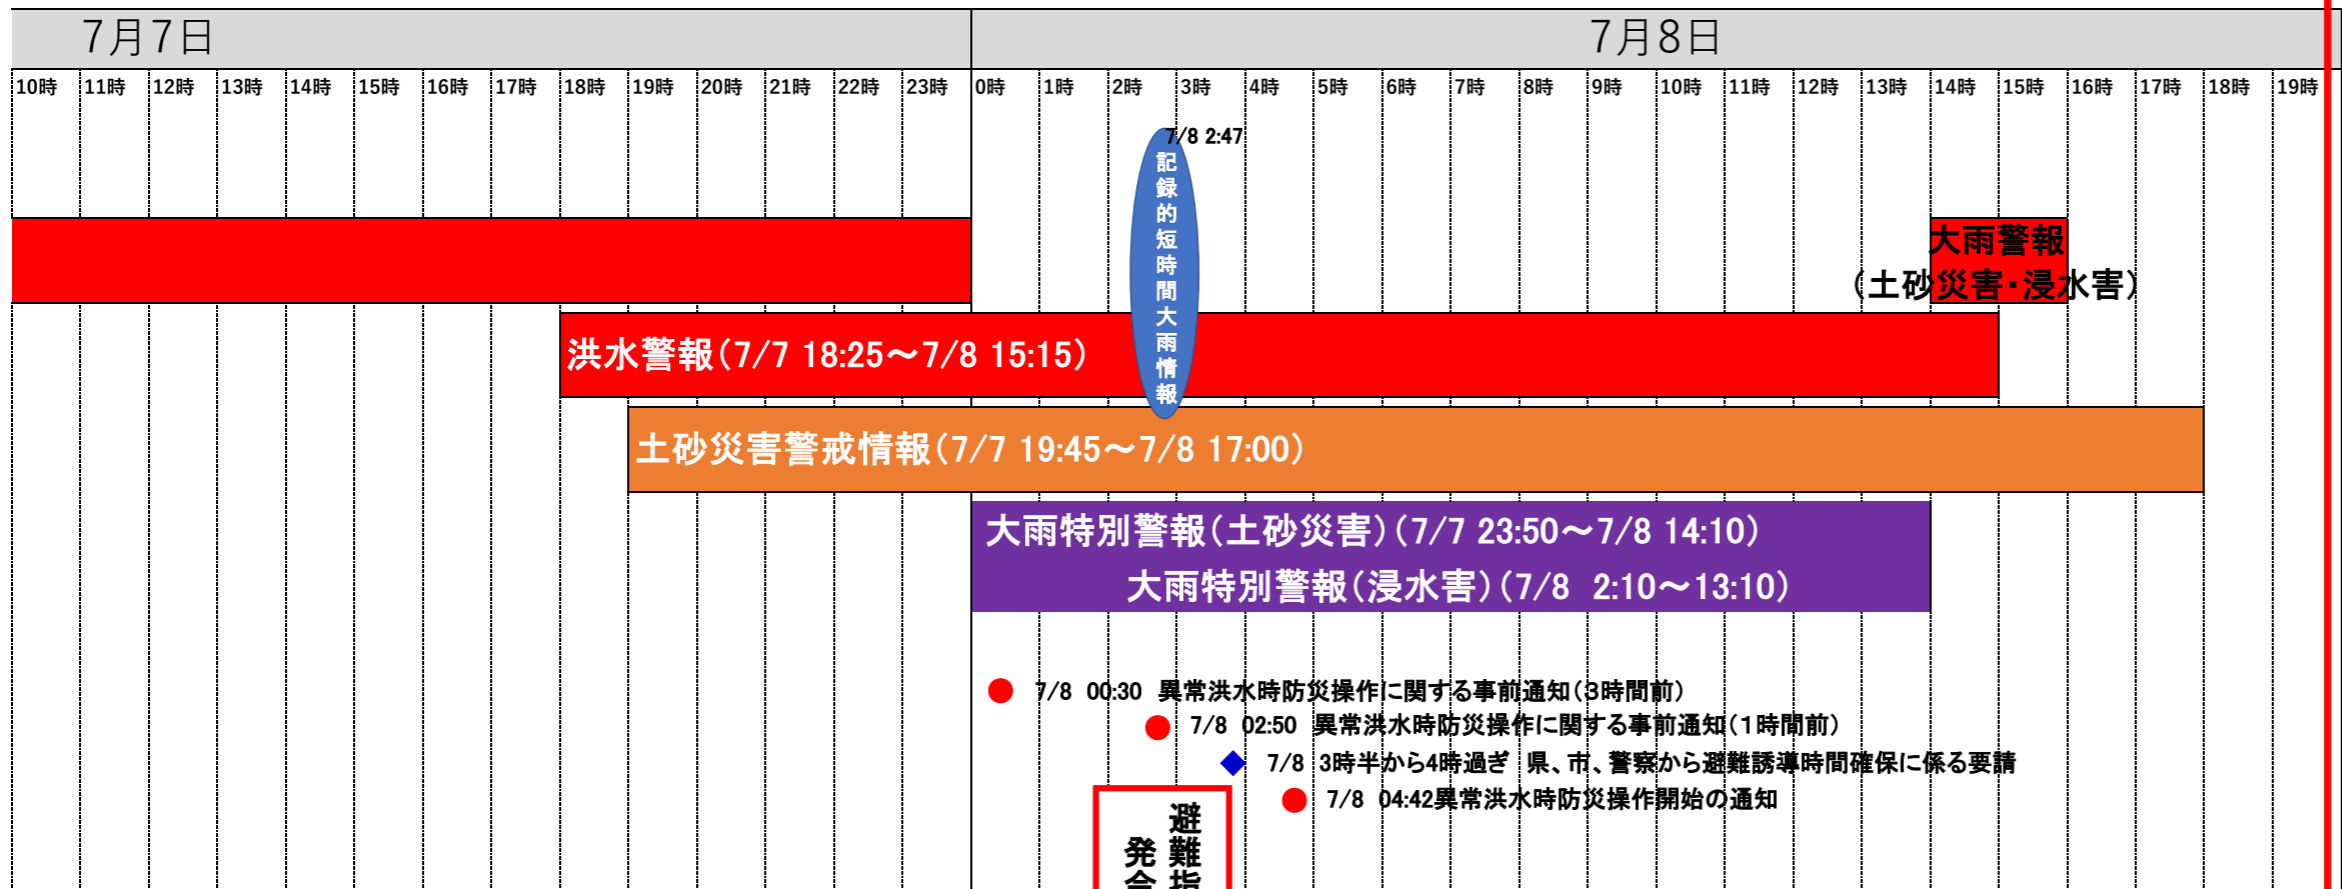 7月7日
7月8日
10時 11時 12時 13時 14時 15時 16時 17時 18時 19時 20時 21時 22時 23時 0時 1時 2時 3時 4時 5時 6時 7時 8時 9時 10時 11時 12時 13時 14時 15時 16時 17時 18時 19時
7/8 2:47
記録的短時間大雨情報
大雨警報
(土砂災害・浸水害)
洪水警報(7/7 18:25～7/8 15:15)
土砂災害警戒情報(7/7 19:45～7/8 17:00)
大雨特別警報(土砂災害)(7/7 23:50～7/8 14:10)
大雨特別警報(浸水害)(7/8 2:10～13:10)
7/8 00:30 異常洪水時防災操作に関する事前通知(3時間前)
7/8 02:50 異常洪水時防災操作に関する事前通知(1時間前)
7/8 3時半から4時過ぎ 県、市、警察から避難誘導時間確保に係る要請
7/8 04:42異常洪水時防災操作開始の通知
避難指
発令